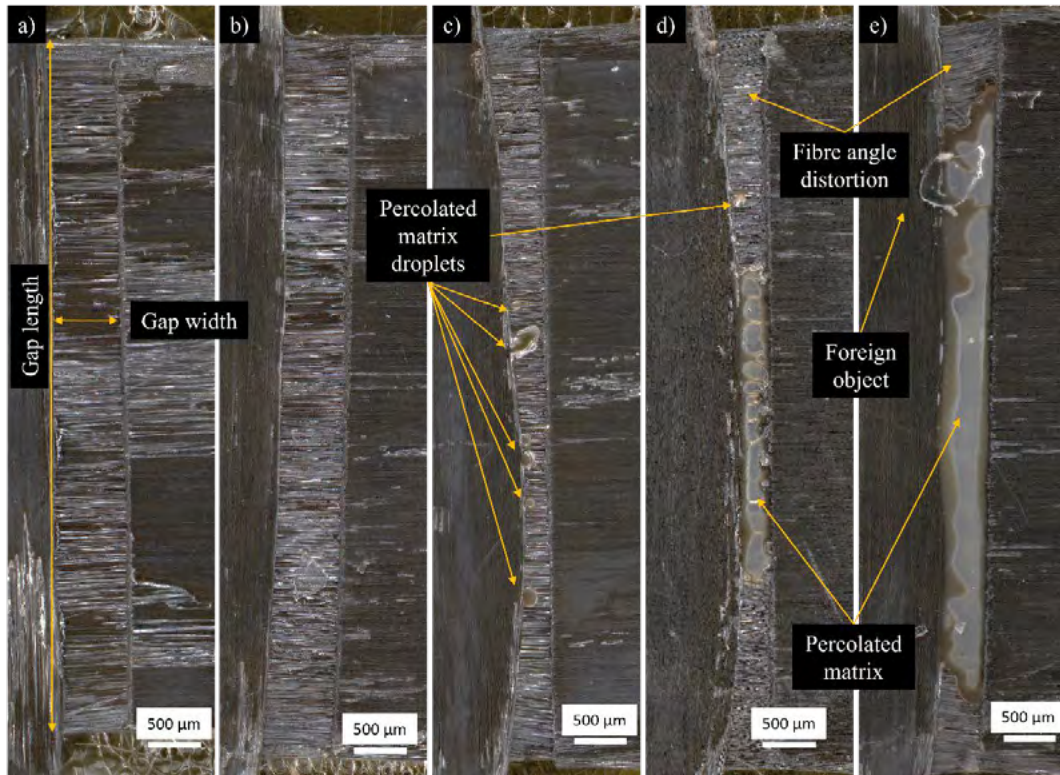 a)
b)
c)
d)
e)
Gap length
Gap width
Percolated
matrix
droplets
Fibre angle
distortion
Foreign
object
Percolated
matrix
500 µm
500 µm
500 µm
500 µm
500 µm